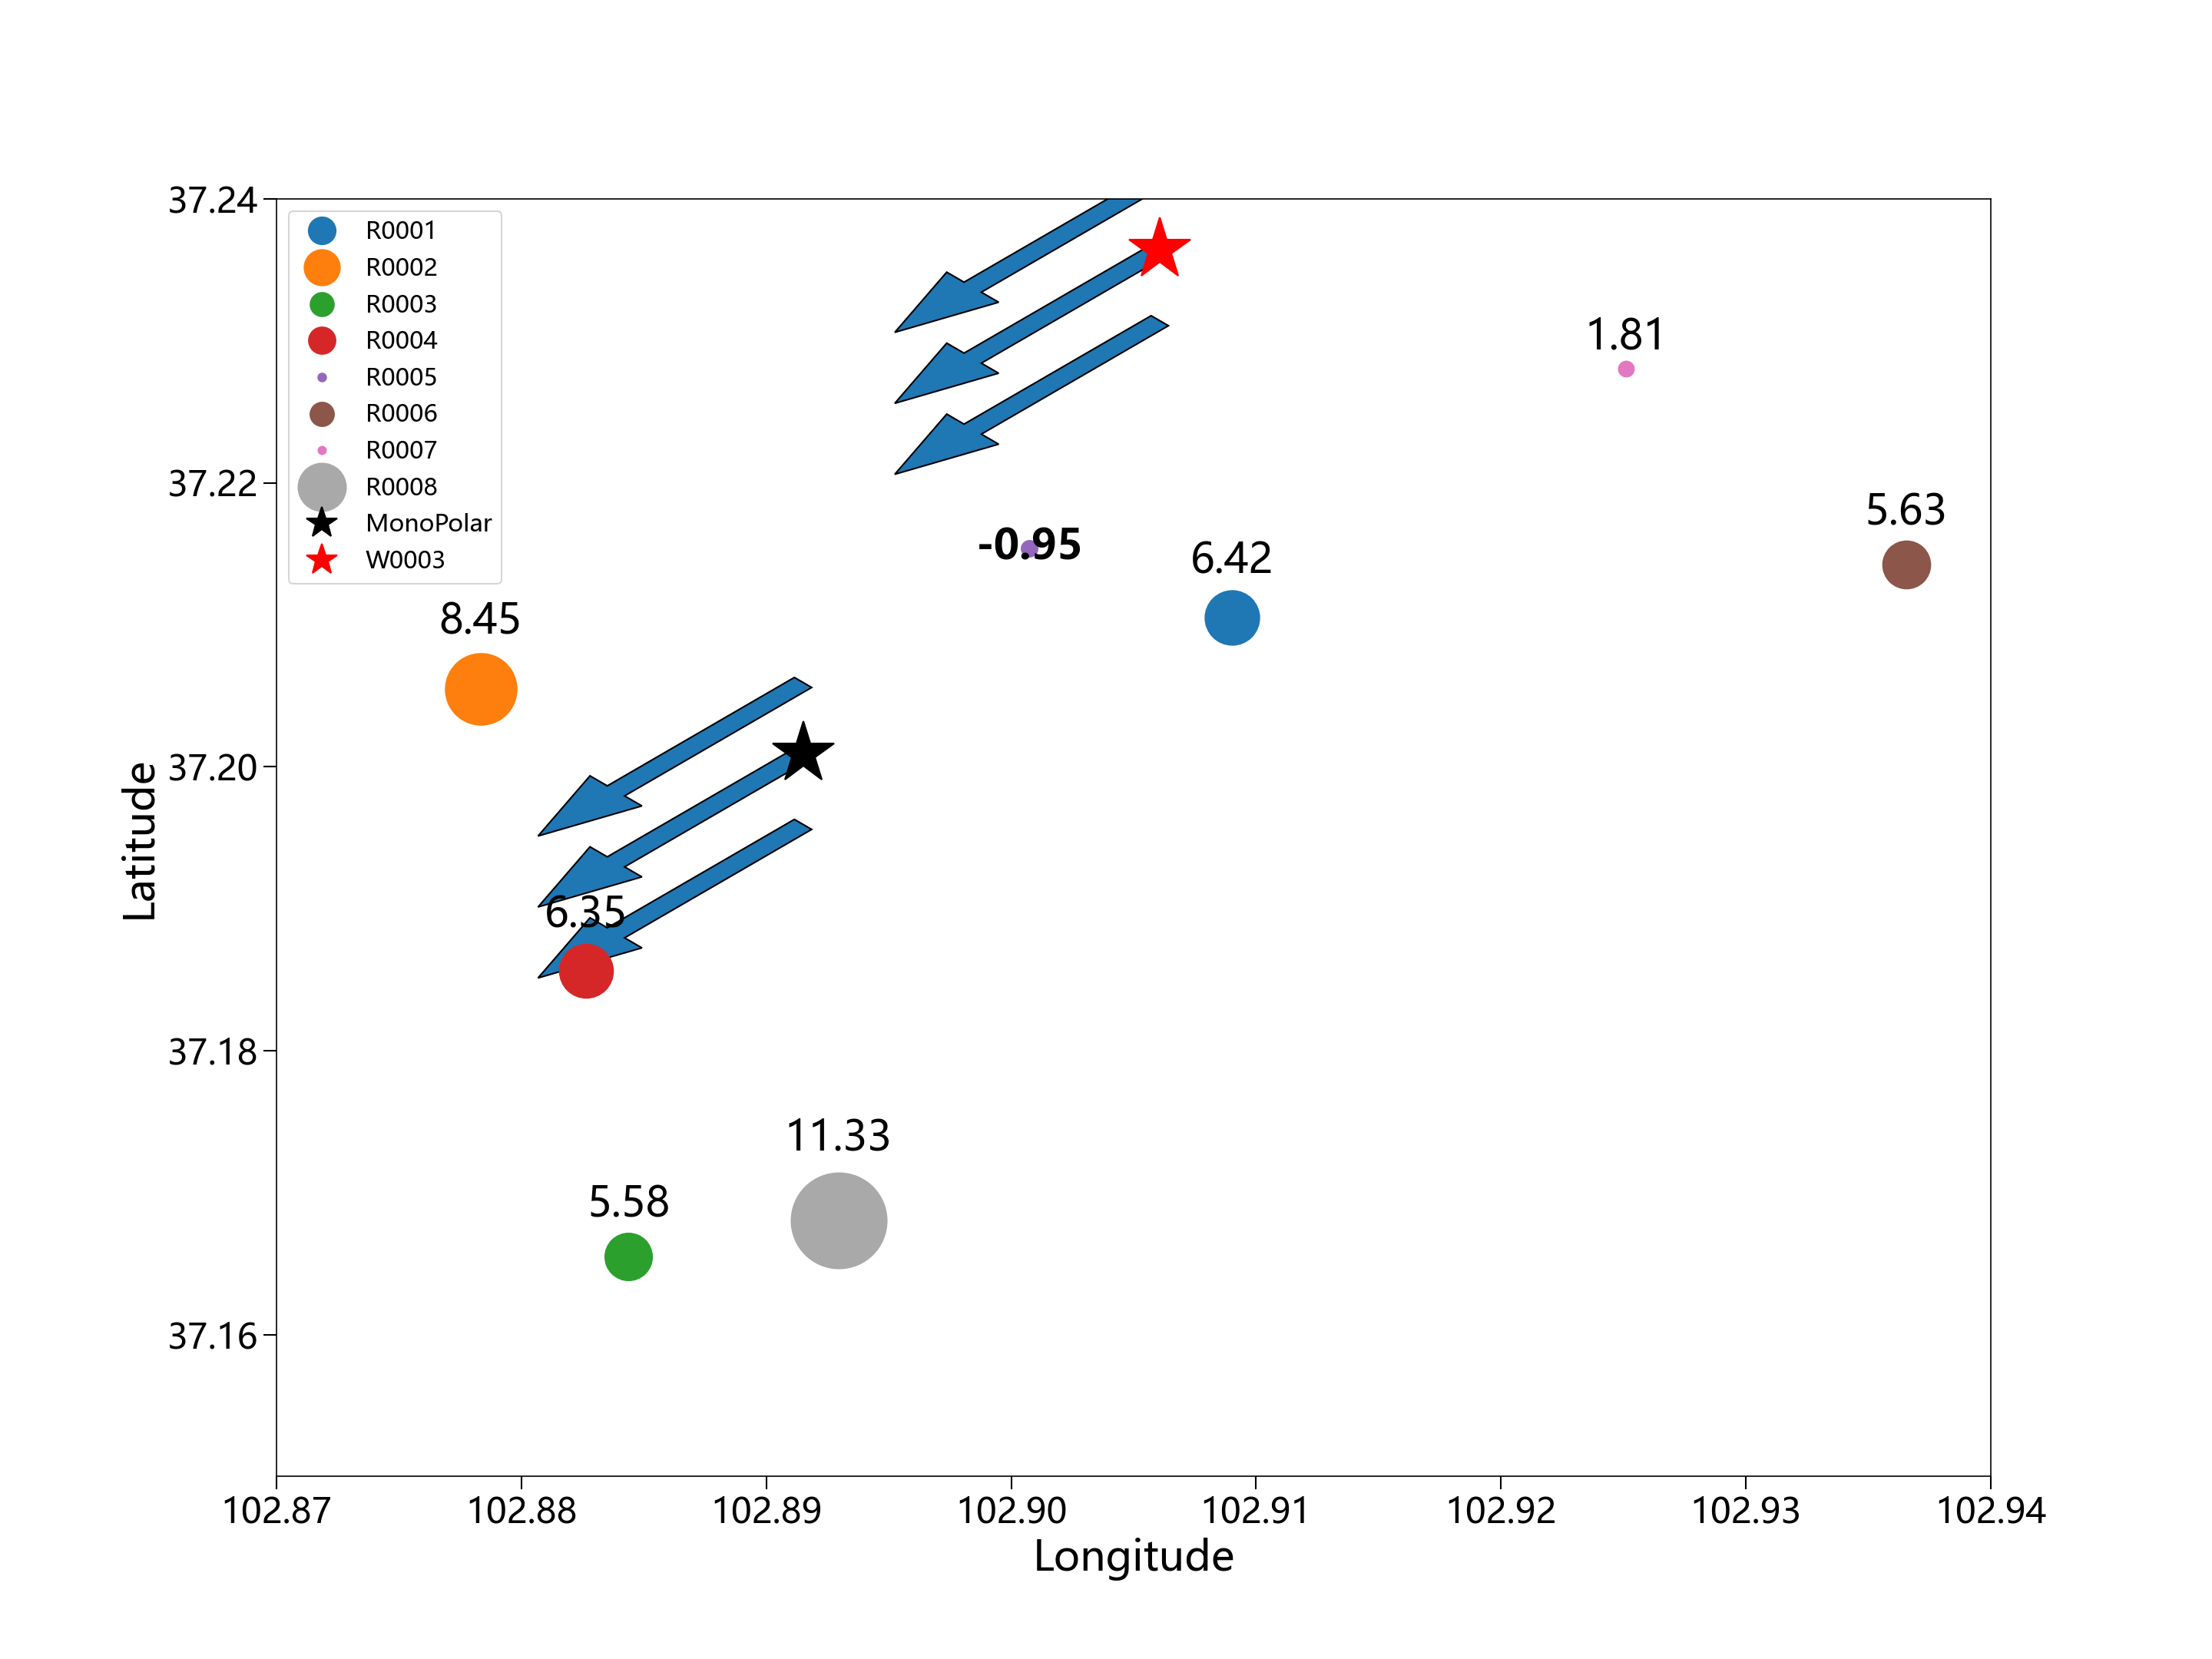 37.24
37.22
37.20
37.18
37.16
Latitude
R0001
R0002
R0003
R0004
R0005
R0006
R0007
R0008
MonoPolar
W0003
1.81
5.63
-0.95
6.42
8.45
6.35
11.33
5.58
102.87 102.88 102.89 102.90 102.91 102.92 102.93 102.94
Longitude